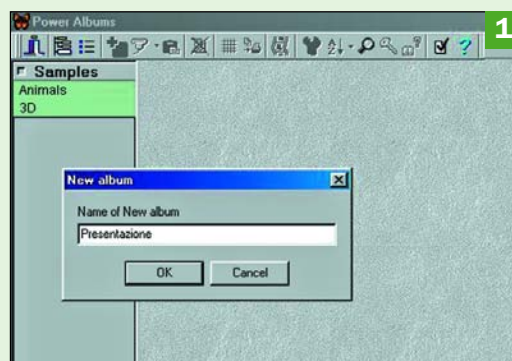 Power Albums
1
Samples
Animals
3D
New album
Name of New album
Presentazione
OK
Cancel